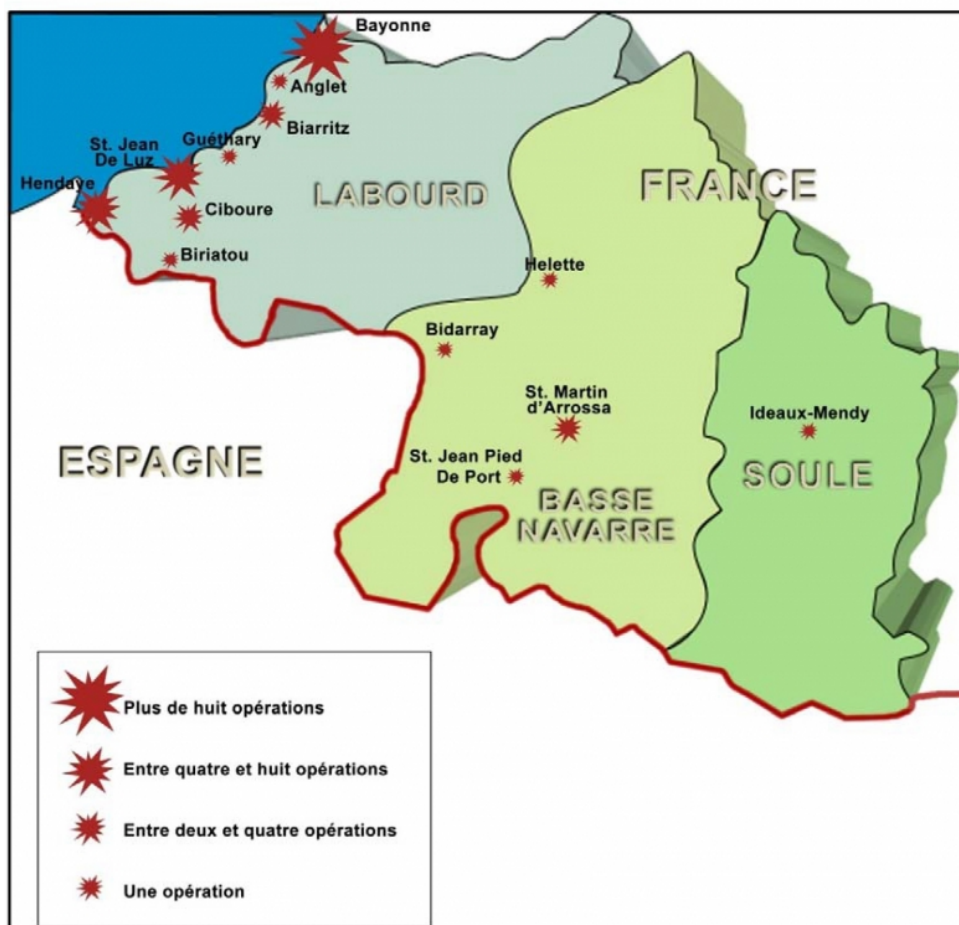 Bayonne
Anglet
Biarritz
Guéthary
St. Jean
De Luz
Hendaye
Ciboure
Biriatou
LABOURD
FRANCE
Helette
Bidarray
St. Martin
d'Arrossa
Ideaux-Mendy
ESPAGNE
St. Jean Pied
De Port
SOULE
BASSE
NAVARRE
Plus de huit opérations
Entre quatre et huit opérations
Entre deux et quatre opérations
Une opération